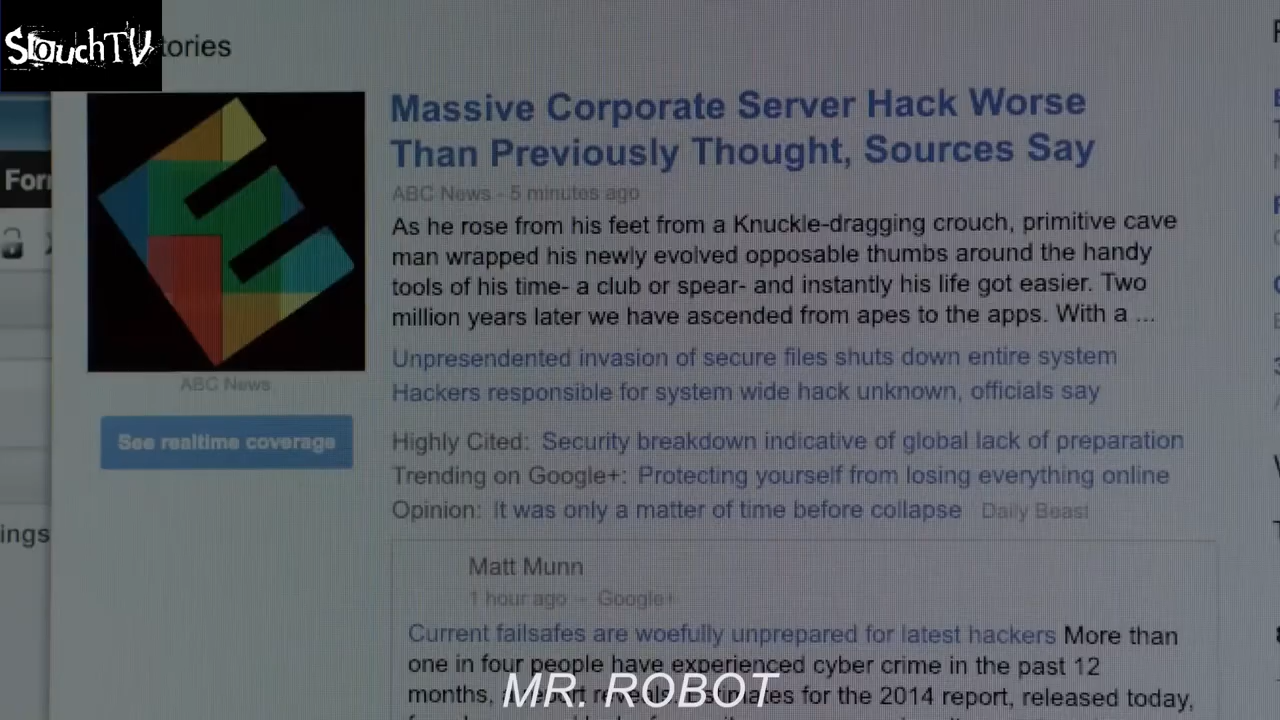 SLouchTV
tories
Massive Corporate Server Hack Worse
Than Previously Thought, Sources Say
ABC News - 5 minutes ago
As he rose from his feet from a Knuckle-dragging crouch, primitive cave
man wrapped his newly evolved opposable thumbs around the handy
tools of his time- a club or spear- and instantly his life got easier. Two
million years later we have ascended from apes to the apps. With a ...
Unpresendented invasion of secure files shuts down entire system
Hackers responsible for system wide hack unknown, officials say
ABC News
See realtime coverage
Highly Cited: Security breakdown indicative of global lack of preparation
Trending on Google+: Protecting yourself from losing everything online
Opinion: It was only a matter of time before collapse Daily Beast
Matt Munn
1 hour ago - Google+
Current failsafes are woefully unprepared for latest hackers More than
one in four people have experienced cyber crime in the past 12
months, for the 2014 report, released today,
MR. ROBOT
For
ings